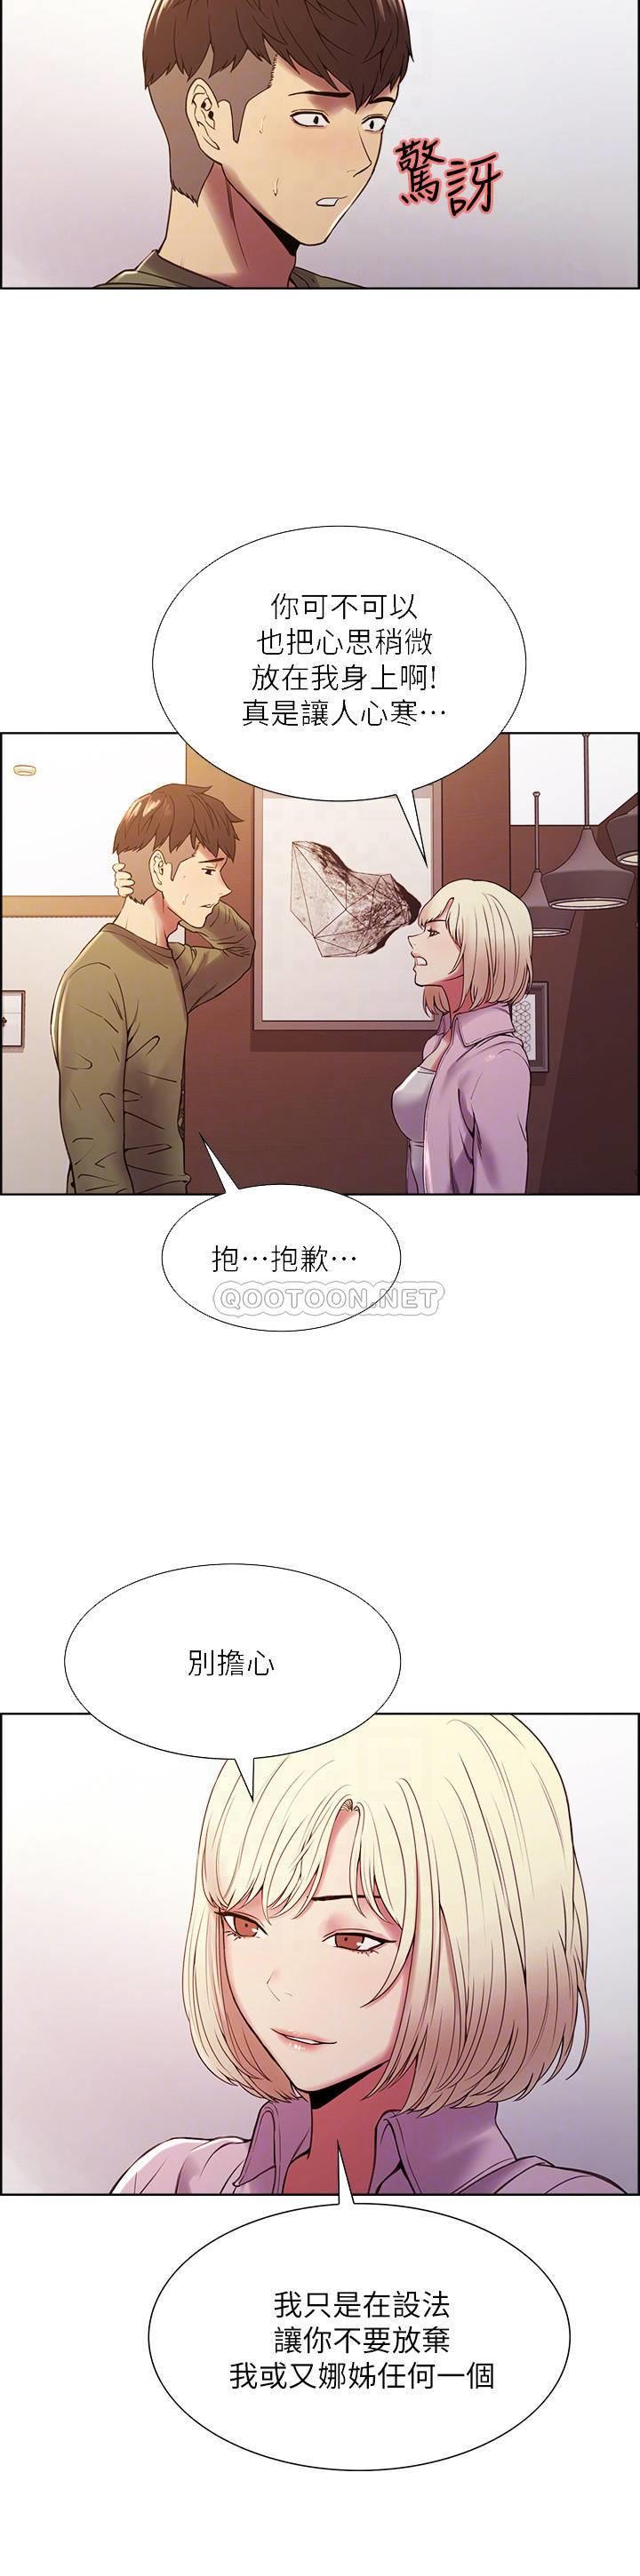 驚訝
你可不可以
也把心思稍微
放在我身上啊!
真是讓人心寒…
抱…抱歉…
QOOTOON.NET
別擔心
我只是在設法
讓你不要放棄
我或又娜姊任何一個